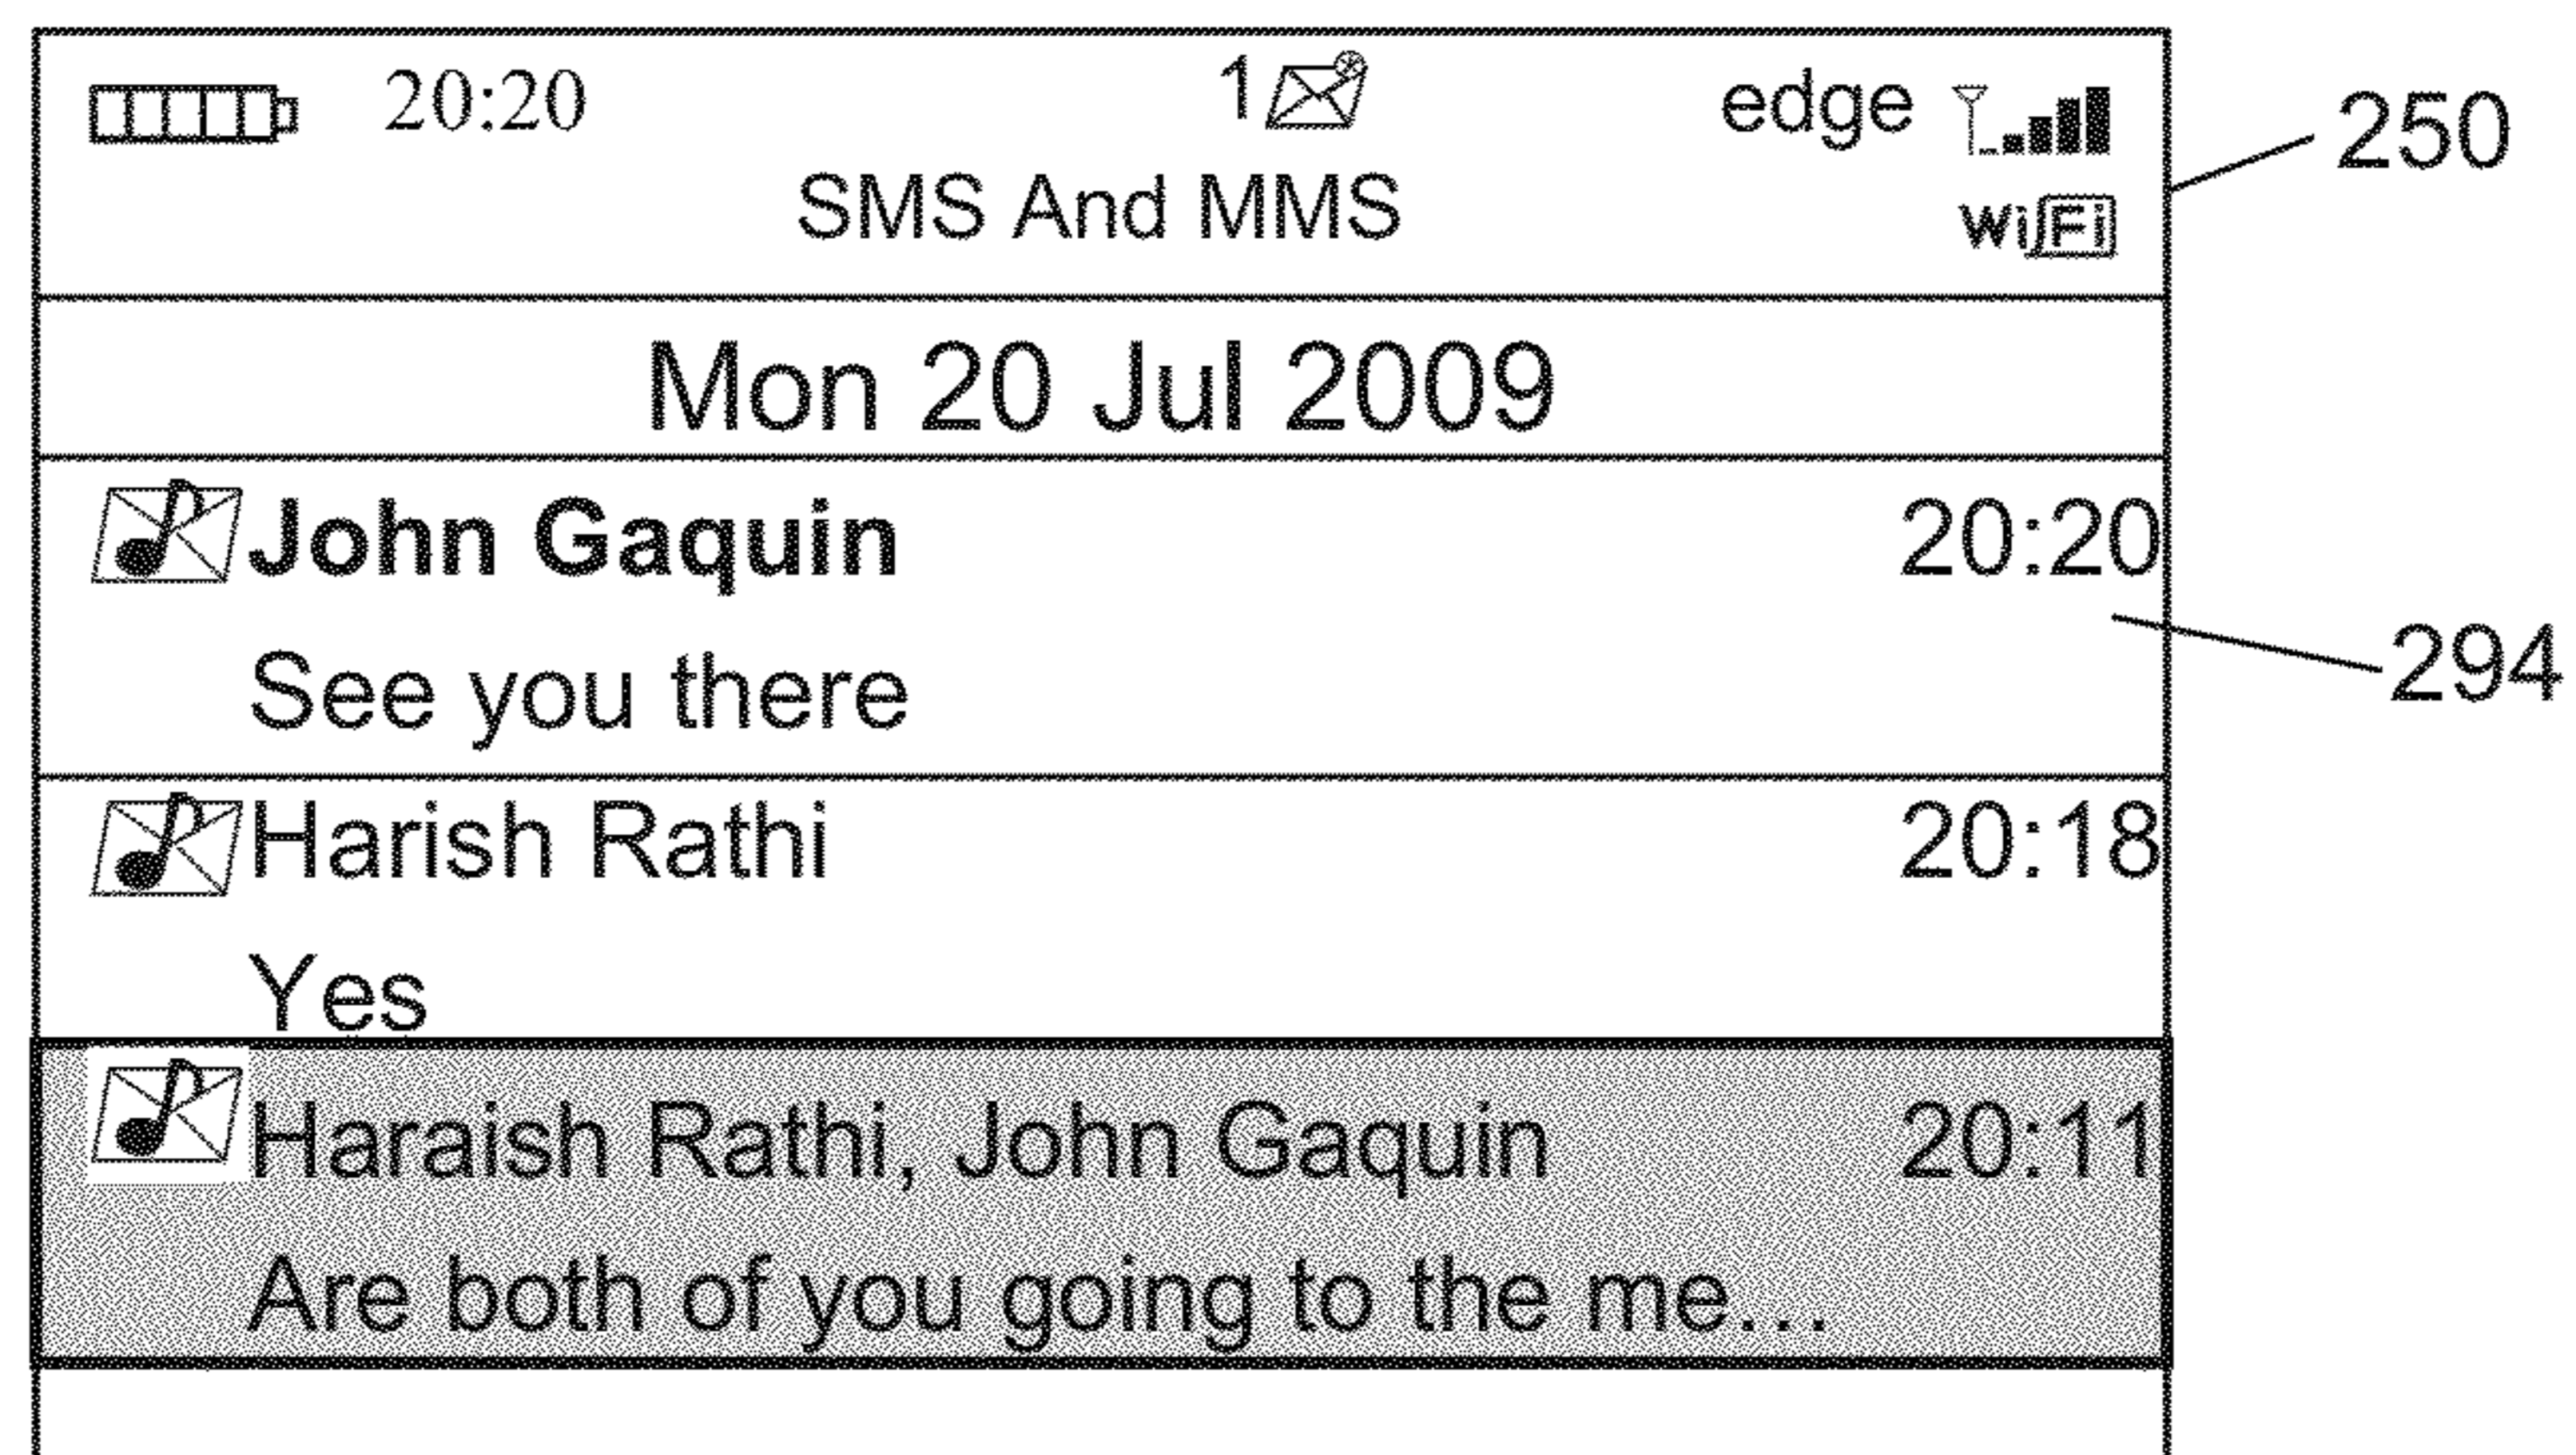 20:20 1 edge
250
SMS And MMS
WiFi
Mon 20 Jul 2009
John Gaquin 20:20
294
See you there
Harish Rathi 20:18
Yes
Haraish Rathi, John Gaquin 20:11
Are both of you going to the me...